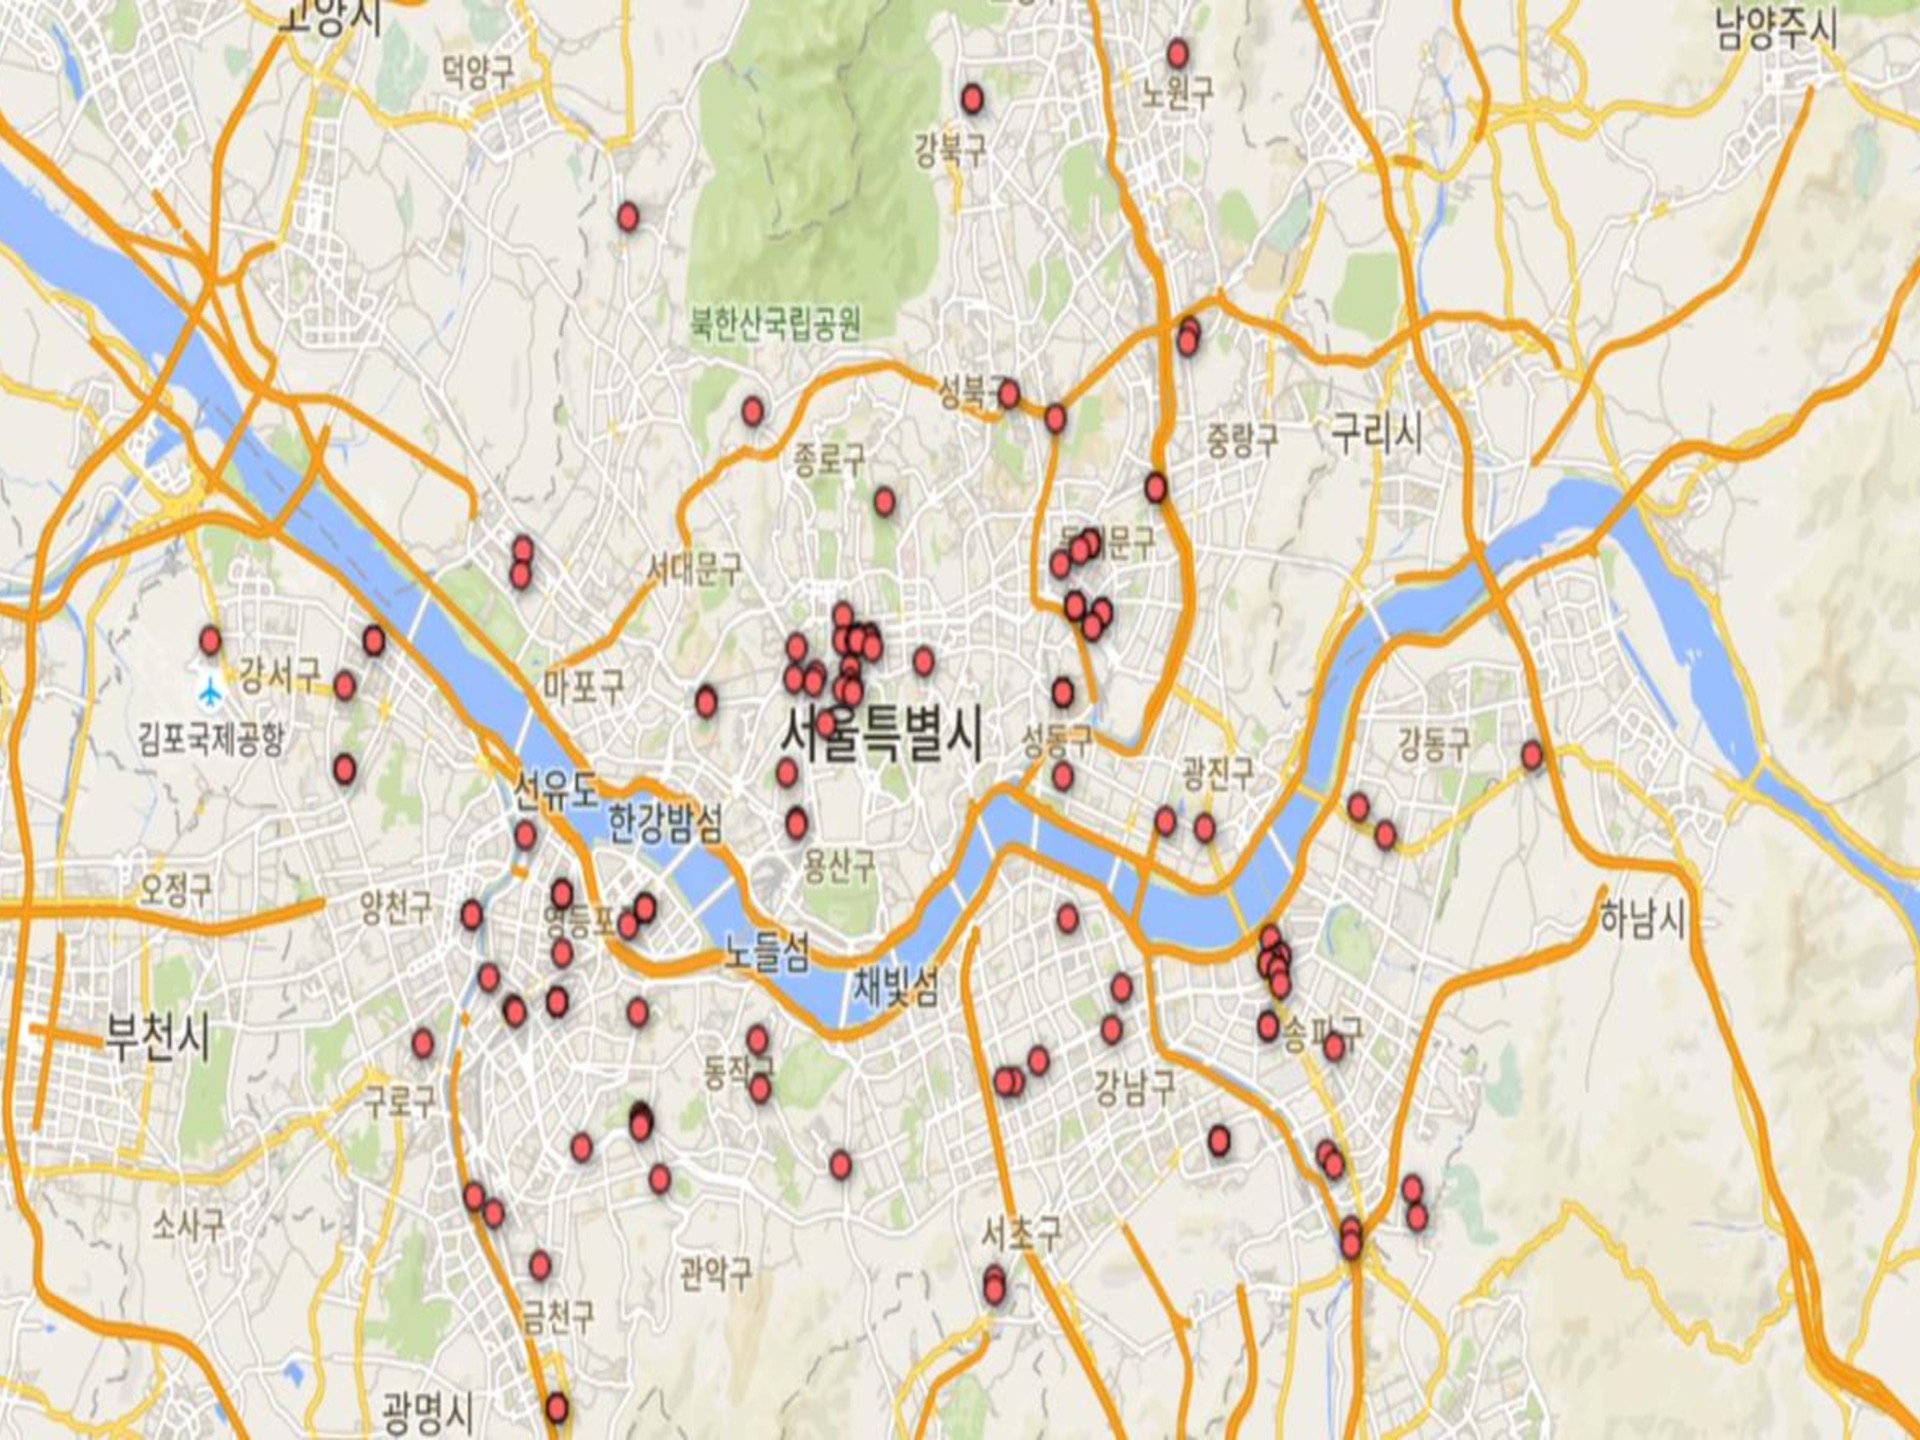 고양시
남양주시
덕양구
노원구
강북구
북한산국립공원
성북구
중랑구
구리시
종로구
서대문구
동대문구
강서구
마포구
김포국제공항
서울특별시
성동구
강동구
광진구
선유도
한강밤섬
용산구
오정구
양천구
영등포
하남시
노들섬
채빛섬
부천시
송파구
동작구
구로구
강남구
소사구
서초구
관악구
금천구
광명시